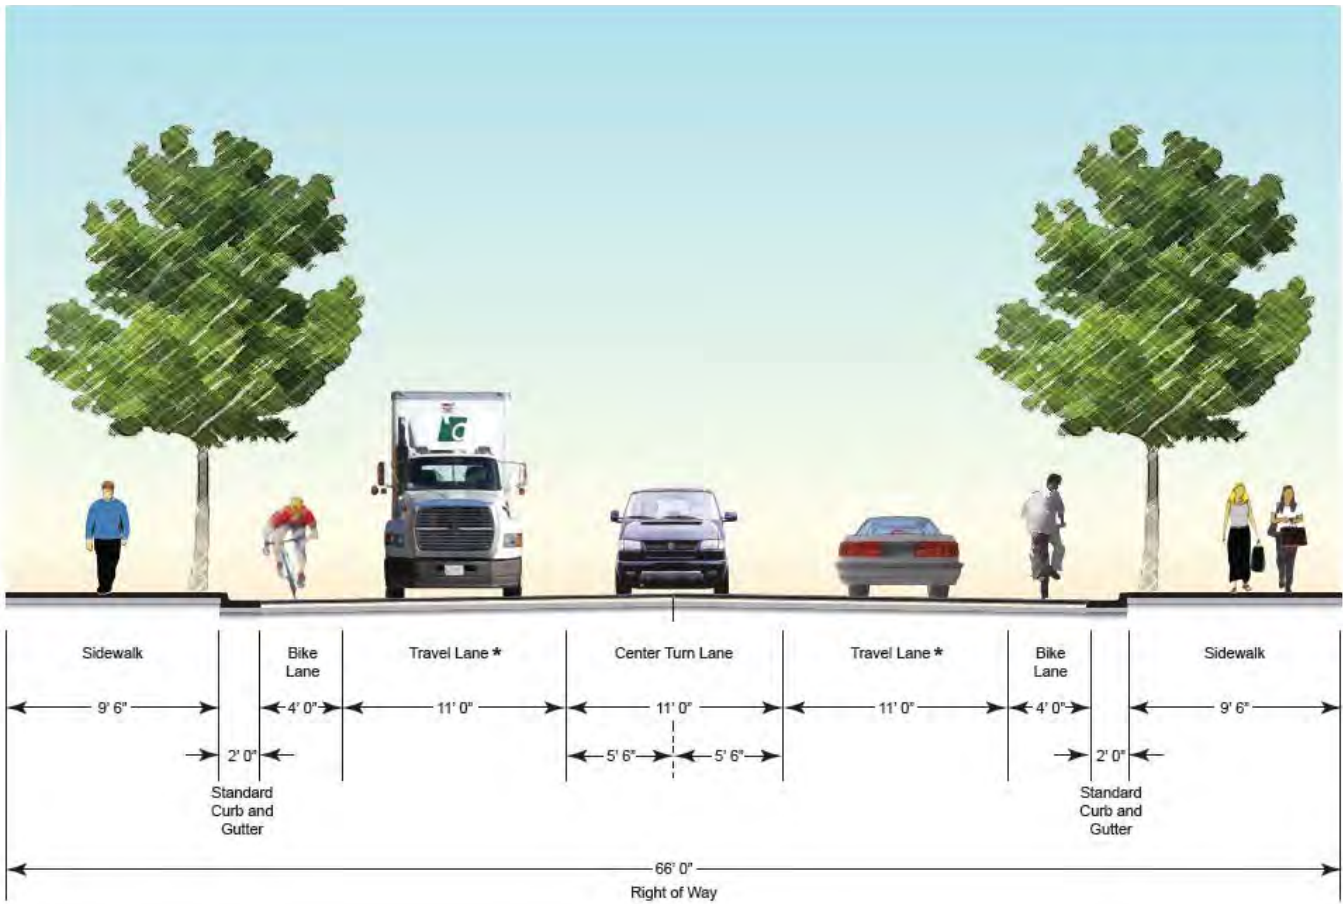 Sidewalk
Bike
Lane
Travel Lane *
Center Turn Lane
Travel Lane *
Bike
Lane
Sidewalk
9' 6"
4' 0"
11' 0"
11' 0"
11' 0"
4' 0"
9' 6"
2' 0"
5' 6"
5' 6"
2' 0"
Standard
Curb and
Gutter
Standard
Curb and
Gutter
66' 0"
Right of Way